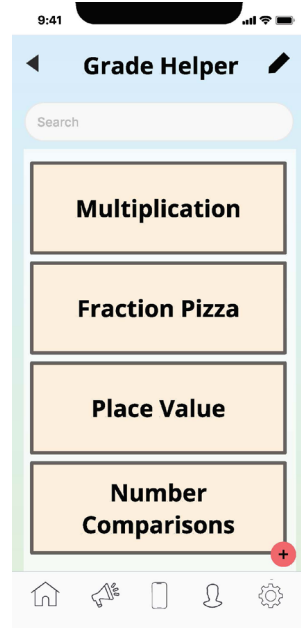 9:41
Grade Helper
Search
Multiplication
Fraction Pizza
Place Value
Number
Comparisons
+